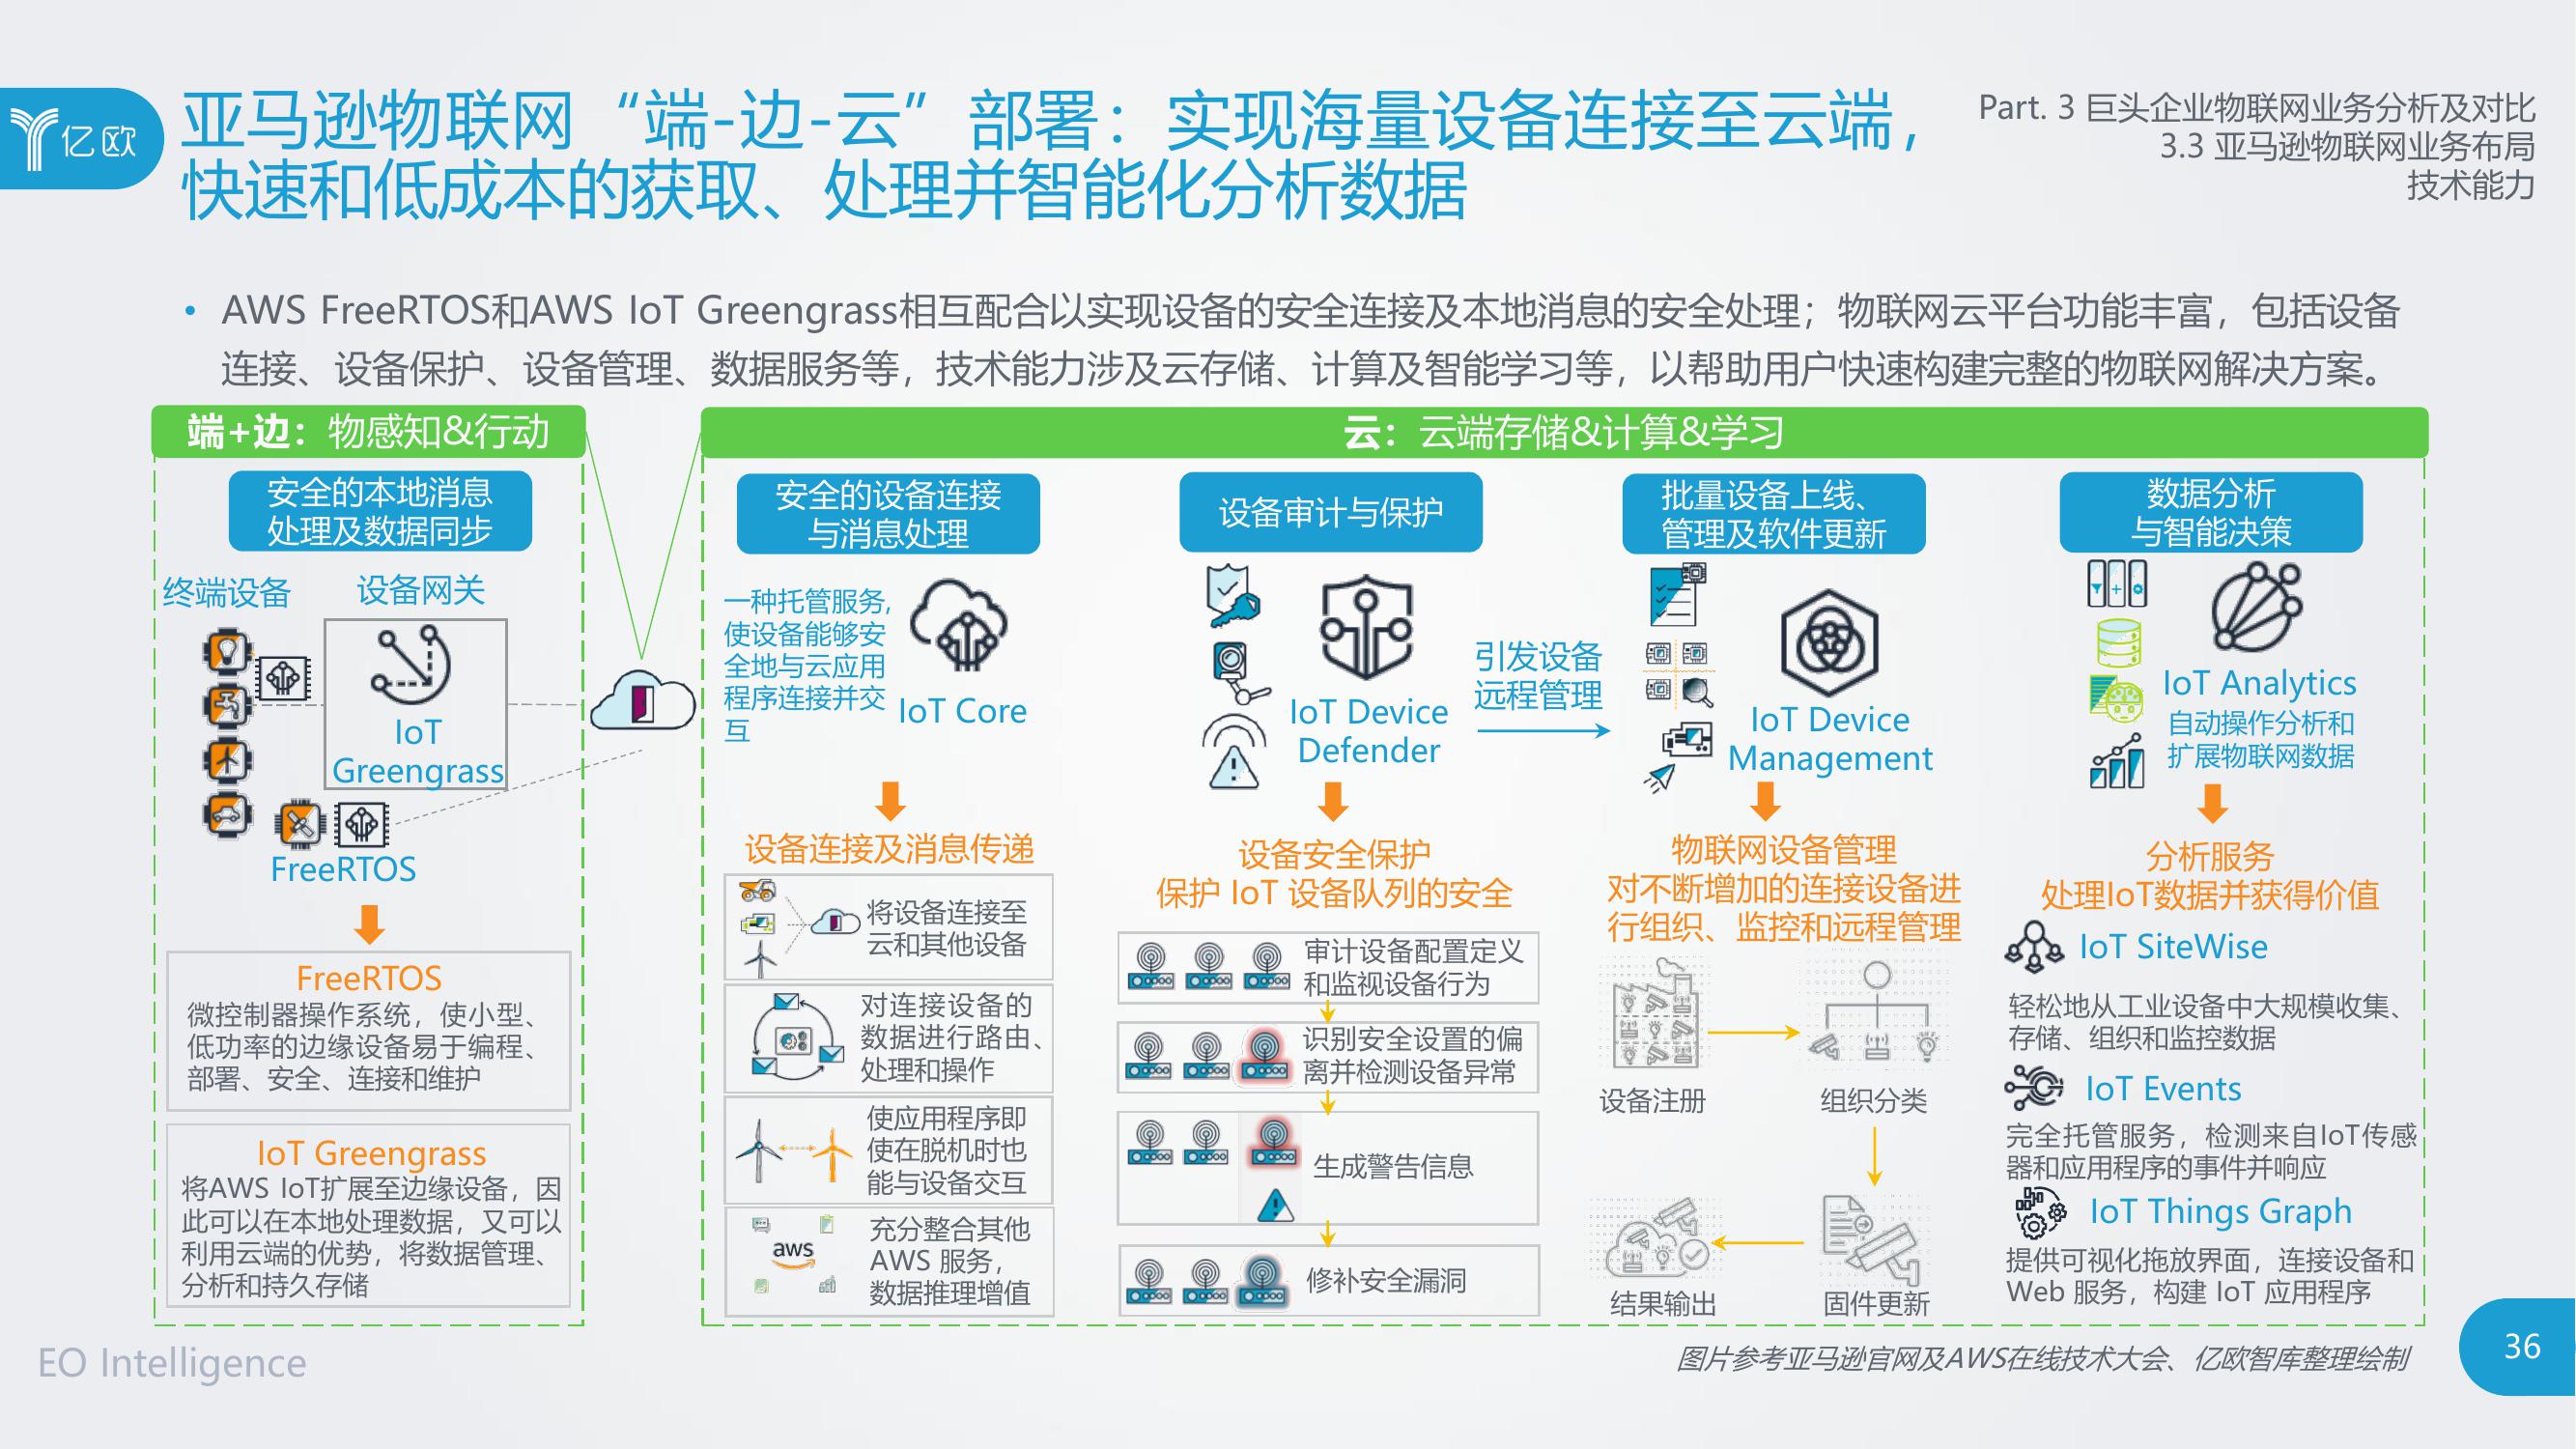 亿欧
亚马逊物联网“端-边-云”部署：实现海量设备连接至云端，
快速和低成本的获取、处理并智能化分析数据
Part. 3 巨头企业物联网业务分析及对比
3.3 亚马逊物联网业务布局
技术能力
• AWS FreeRTOS和AWS IoT Greengrass相互配合以实现设备的安全连接及本地消息的安全处理；物联网云平台功能丰富，包括设备
连接、设备保护、设备管理、数据服务等，技术能力涉及云存储、计算及智能学习等，以帮助用户快速构建完整的物联网解决方案。
端+边：物感知&行动
安全的本地消息
处理及数据同步
终端设备
设备网关
IoT
Greengrass
FreeRTOS
FreeRTOS
微控制器操作系统，使小型、
低功率的边缘设备易于编程、
部署、安全、连接和维护
IoT Greengrass
将AWS IoT扩展至边缘设备，因
此可以在本地处理数据，又可以
利用云端的优势，将数据管理、
分析和持久存储
云：云端存储&计算&学习
安全的设备连接
与消息处理
一种托管服务,
使设备能够安
全地与云应用
程序连接并交
互
IoT Core
设备连接及消息传递
将设备连接至
云和其他设备
对连接设备的
数据进行路由、
处理和操作
使应用程序即
使在脱机时也
能与设备交互
aws
充分整合其他
AWS 服务，
数据推理增值
设备审计与保护
IoT Device
Defender
设备安全保护
保护 IoT 设备队列的安全
审计设备配置定义
和监视设备行为
识别安全设置的偏
离并检测设备异常
生成警告信息
修补安全漏洞
引发设备
远程管理
批量设备上线、
管理及软件更新
IoT Device
Management
物联网设备管理
对不断增加的连接设备进
行组织、监控和远程管理
设备注册
组织分类
结果输出
固件更新
数据分析
与智能决策
IoT Analytics
自动操作分析和
扩展物联网数据
分析服务
处理IoT数据并获得价值
IoT SiteWise
轻松地从工业设备中大规模收集、
存储、组织和监控数据
IoT Events
完全托管服务，检测来自IoT传感
器和应用程序的事件并响应
IoT Things Graph
提供可视化拖放界面，连接设备和
Web 服务，构建 IoT 应用程序
EO Intelligence
图片参考亚马逊官网及AWS在线技术大会、亿欧智库整理绘制
36